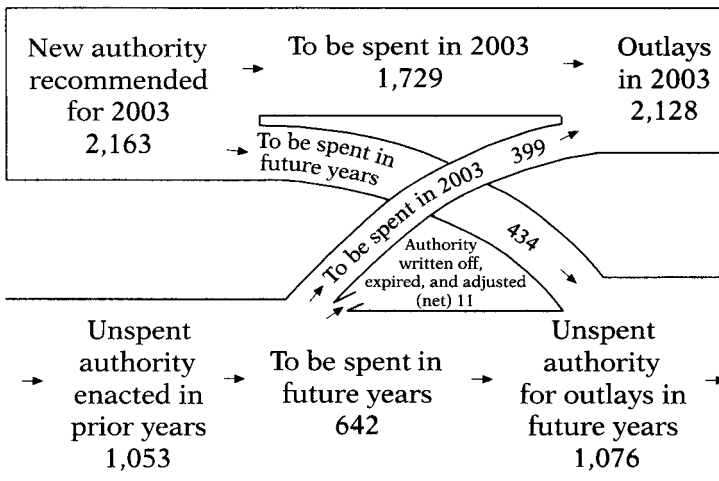 New authority
recommended
for 2003
2,163
To be spent in 2003
1,729
Outlays
in 2003
2,128
To be spent in
future years
434
To be spent in 2003 399
Authority
written off,
expired, and adjusted
(net) 11
Unspent
authority
enacted in
prior years
1,053
To be spent in
future years
642
Unspent
authority
for outlays in
future years
1,076